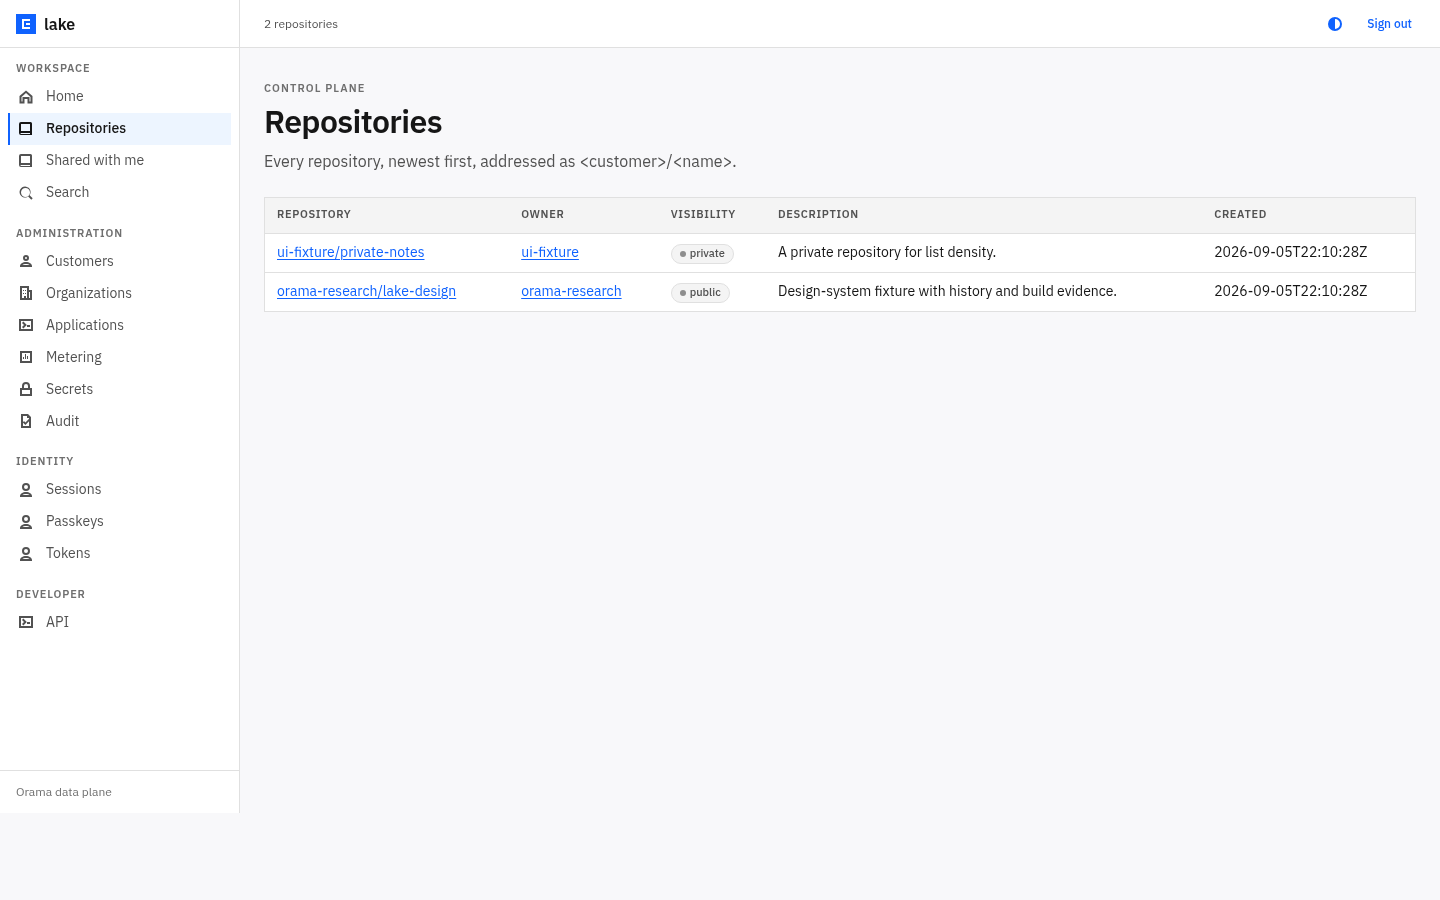 lake
2 repositories
Sign out
WORKSPACE
Home
Repositories
Shared with me
Search
ADMINISTRATION
Customers
Organizations
Applications
Metering
Secrets
Audit
IDENTITY
Sessions
Passkeys
Tokens
DEVELOPER
API
Orama data plane
CONTROL PLANE
Repositories
Every repository, newest first, addressed as <customer>/<name>.
REPOSITORY OWNER VISIBILITY DESCRIPTION CREATED
ui-fixture/private-notes ui-fixture private A private repository for list density. 2026-09-05T22:10:28Z
orama-research/lake-design orama-research public Design-system fixture with history and build evidence. 2026-09-05T22:10:28Z